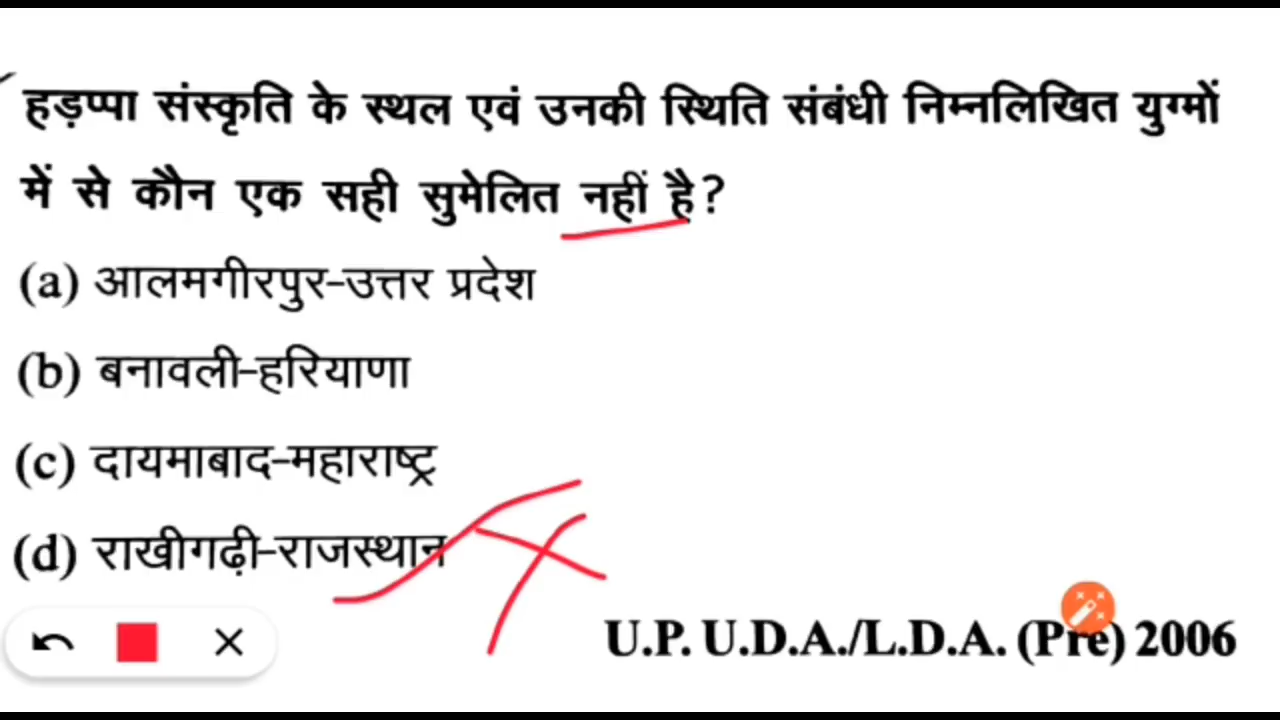 हड़प्पा संस्कृति के स्थल एवं उनकी स्थिति संबंधी निम्नलिखित युग्मों
में से कौन एक सही सुमेलित नहीं है?
(a) आलमगीरपुर-उत्तर प्रदेश
(b) बनावली-हरियाणा
(c) दायमाबाद-महाराष्ट्र
(d) राखीगढ़ी-राजस्थान
U.P. U.D.A./L.D.A. (Pre) 2006